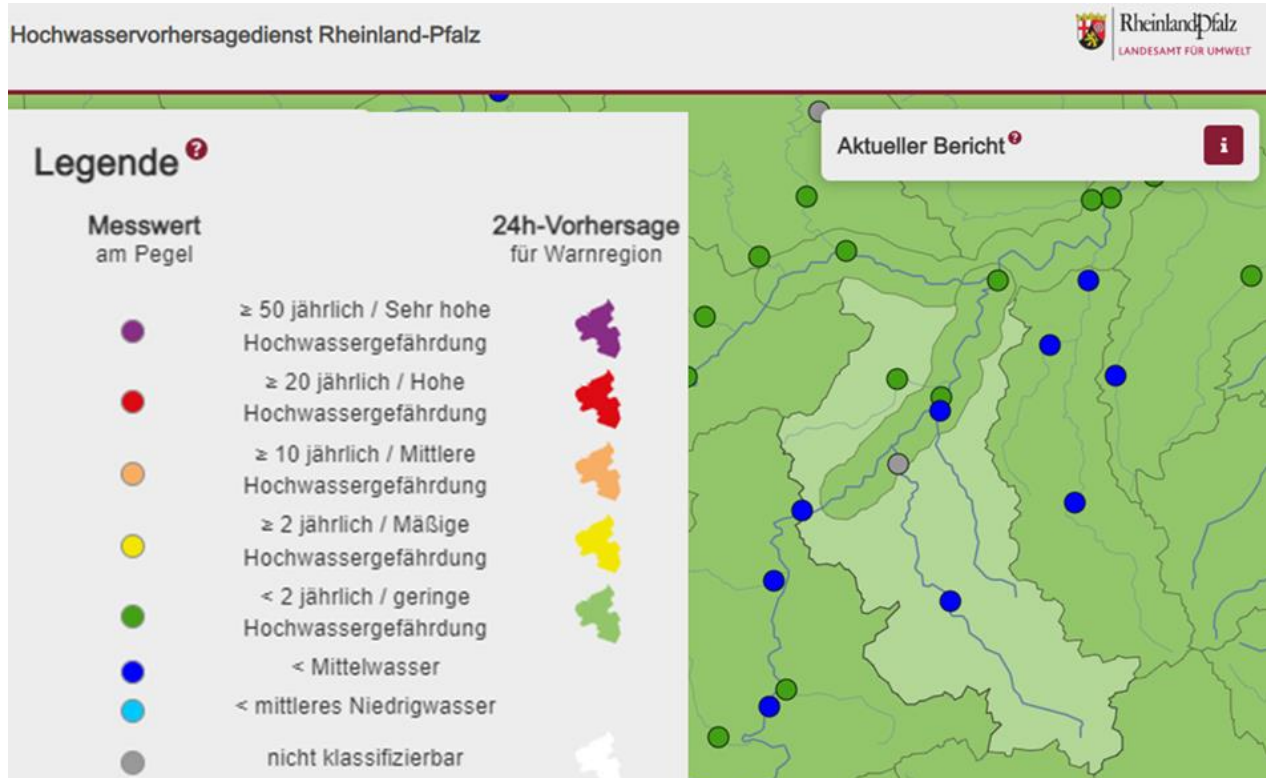 Hochwasservorhersagedienst Rheinland-Pfalz
RheinlandPfalz
LANDESAMT FÜR UMWELT
Legende ?
Aktueller Bericht ?
i
Messwert
am Pegel
24h-Vorhersage
für Warnregion
≥ 50 jährlich / Sehr hohe
Hochwassergefährdung
≥ 20 jährlich / Hohe
Hochwassergefährdung
≥ 10 jährlich / Mittlere
Hochwassergefährdung
≥ 2 jährlich / Mäßige
Hochwassergefährdung
< 2 jährlich / geringe
Hochwassergefährdung
< Mittelwasser
< mittleres Niedrigwasser
nicht klassifizierbar